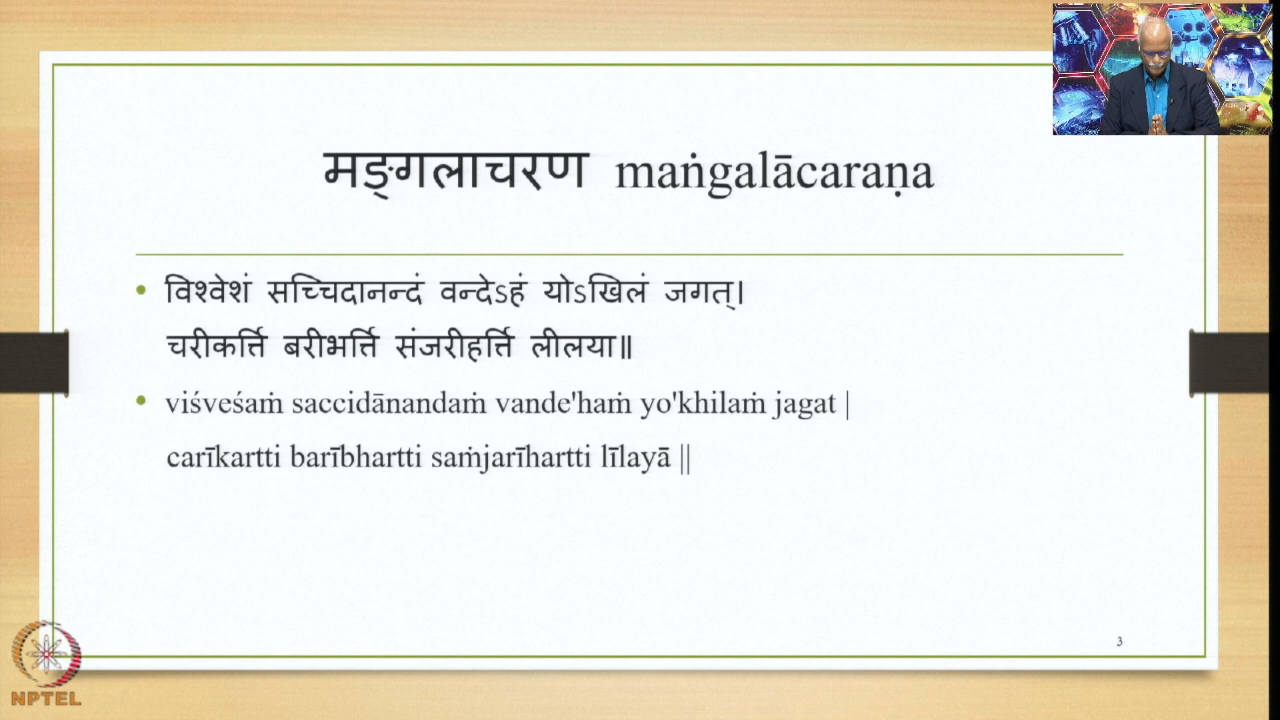 मङ्गलाचरण maṅgalācaraṇa
• विश्वेशं सच्चिदानन्दं वन्देऽहं योऽखिलं जगत्।
चरीकर्त्ति बरीभर्त्ति संजरीहर्त्ति लीलया॥
• viśveśaṁ saccidānandaṁ vande'haṁ yo'khilaṁ jagat |
carīkartti barībhartti saṁjarīhartti līlayā ||
3
NPTEL